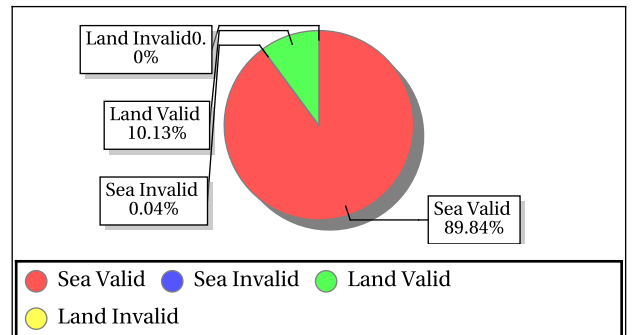 Land Invalid0.
0%
Land Valid
10.13%
Sea Invalid
0.04%
Sea Valid
89.84%
Sea Valid Sea Invalid Land Valid
Land Invalid